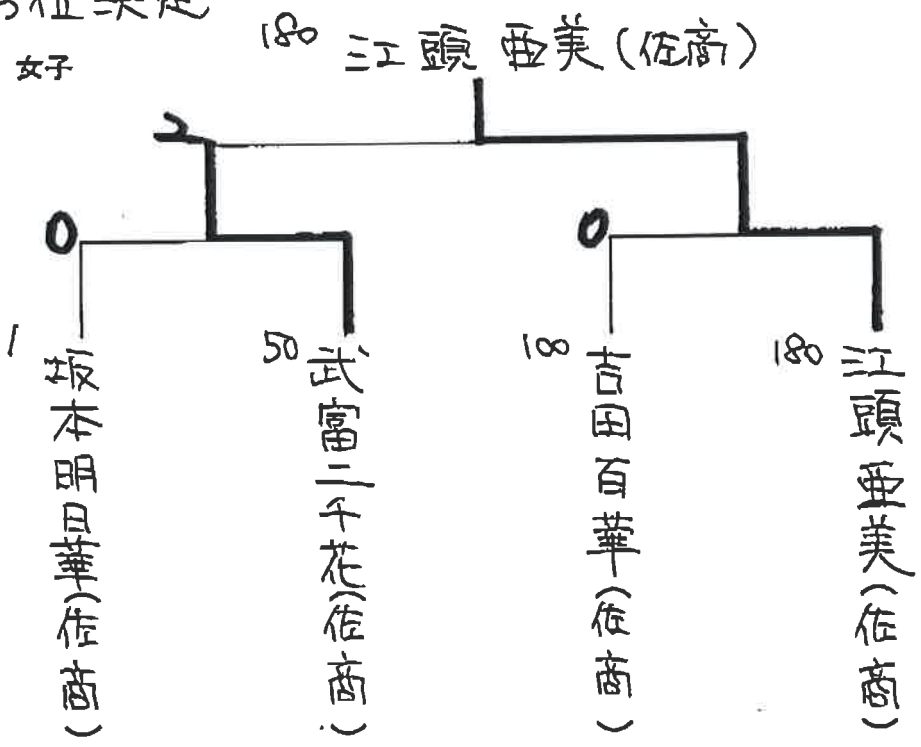 位決定
女子
180 江頭亜美(佐商)
2
0
0
1 坂本明日華(佐商)
50 武富二千花(佐商)
100 吉田百華(佐商)
180 江頭亜美(佐商)